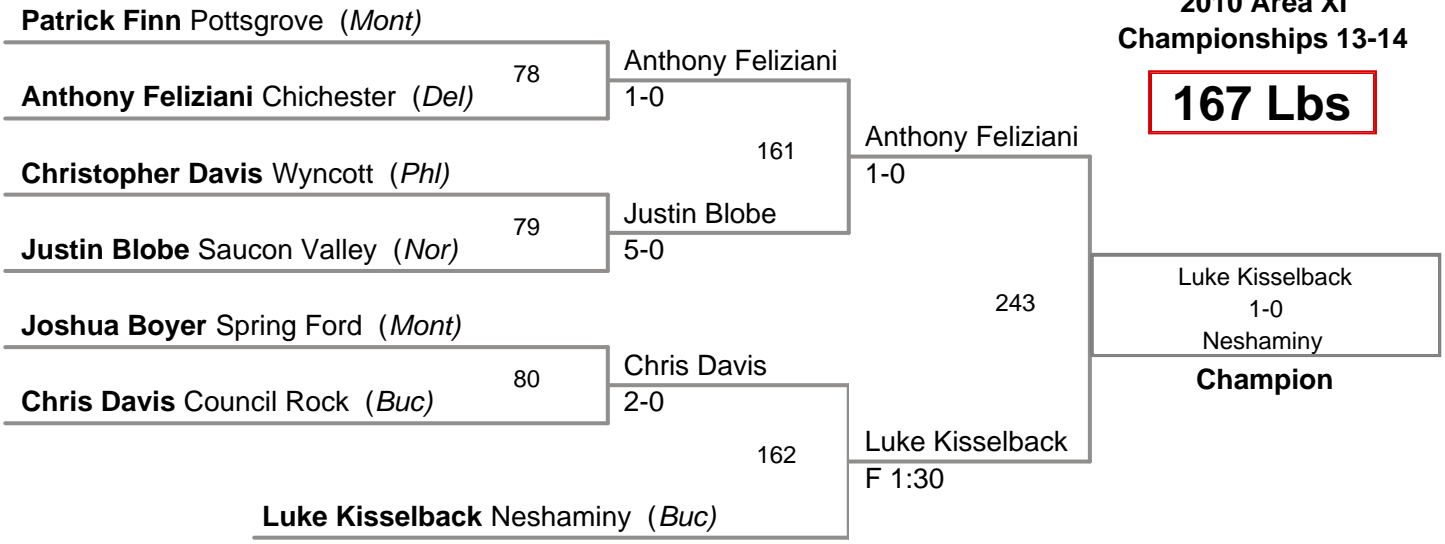 2010 Area XI
Championships 13-14
167 Lbs
Patrick Finn Pottsgrove (Mont)
78
Anthony Feliziani Chichester (Del)
Anthony Feliziani
1-0
161
Christopher Davis Wyncott (Phl)
79
Justin Blobe Saucon Valley (Nor)
Justin Blobe
5-0
Anthony Feliziani
1-0
243
Joshua Boyer Spring Ford (Mont)
80
Chris Davis Council Rock (Buc)
Chris Davis
2-0
162
Luke Kisselback Neshaminy (Buc)
Luke Kisselback
F 1:30
Luke Kisselback
1-0
Neshaminy
Champion